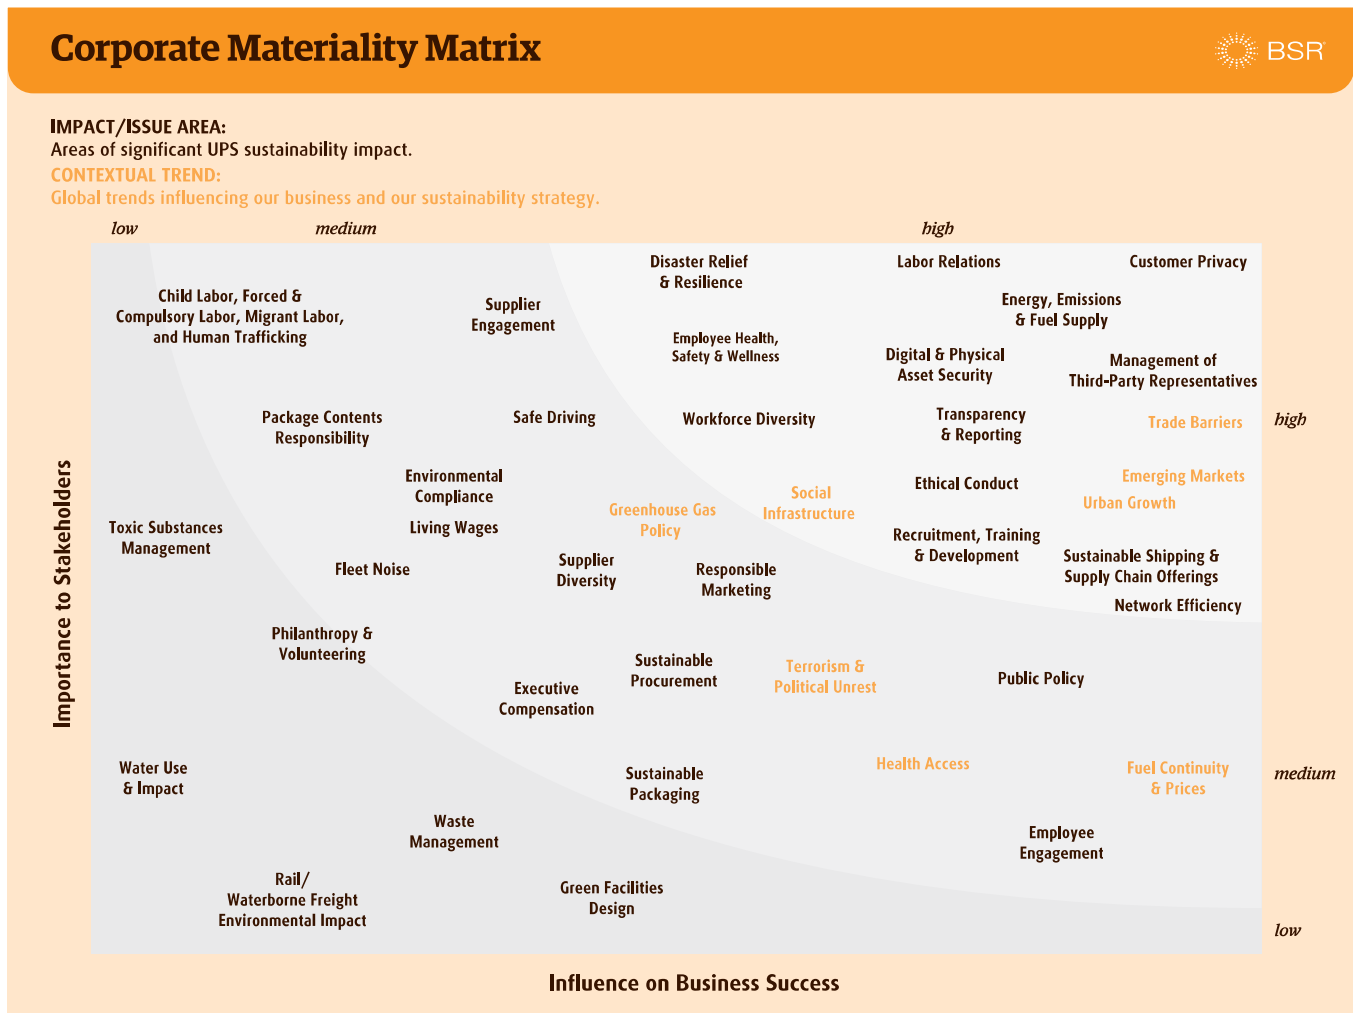 Corporate Materiality Matrix
BSR
IMPACT/ISSUE AREA:
Areas of significant UPS sustainability impact.
CONTEXTUAL TREND:
Global trends influencing our business and our sustainability strategy.
low
medium
high
Disaster Relief
& Resilience
Labor Relations
Customer Privacy
Child Labor, Forced &
Compulsory Labor, Migrant Labor,
and Human Trafficking
Supplier
Engagement
Energy, Emissions
& Fuel Supply
Employee Health,
Safety & Wellness
Digital & Physical
Asset Security
Management of
Third-Party Representatives
Package Contents
Responsibility
Safe Driving
Workforce Diversity
Transparency
& Reporting
Trade Barriers
high
Environmental
Compliance
Ethical Conduct
Emerging Markets
Social
Infrastructure
Urban Growth
Greenhouse Gas
Policy
Toxic Substances
Management
Living Wages
Recruitment, Training
& Development
Sustainable Shipping &
Supply Chain Offerings
Fleet Noise
Supplier
Diversity
Responsible
Marketing
Network Efficiency
Importance to Stakeholders
Philanthropy &
Volunteering
Sustainable
Procurement
Terrorism &
Political Unrest
Public Policy
Executive
Compensation
Water Use
& Impact
Sustainable
Packaging
Health Access
Fuel Continuity
& Prices
medium
Waste
Management
Employee
Engagement
Rail/
Waterborne Freight
Environmental Impact
Green Facilities
Design
low
Influence on Business Success